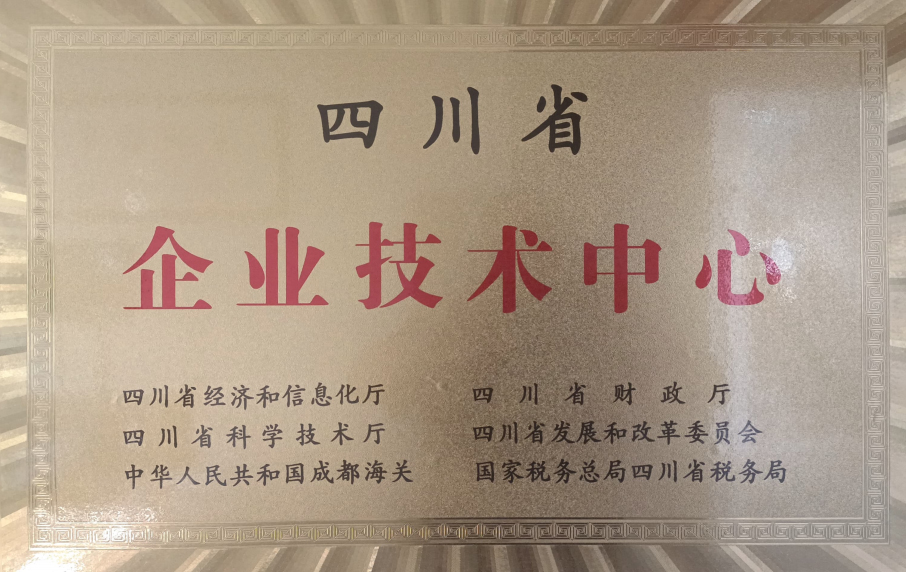 四川省
企业技术中心
四川省经济和信息化厅 四川省财政厅
四川省科学技术厅 四川省发展和改革委员会
中华人民共和国成都海关 国家税务总局四川省税务局